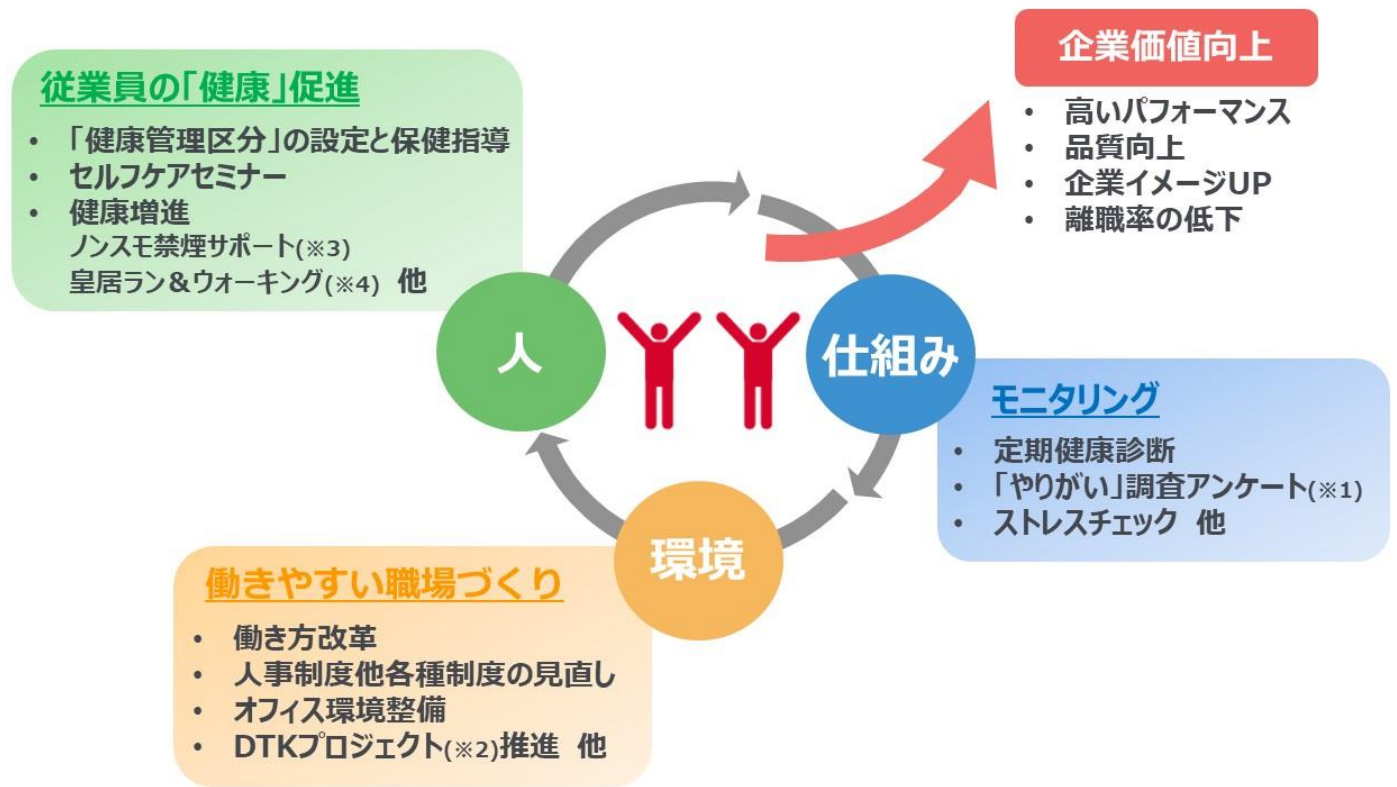 企業価値向上
• 高いパフォーマンス
• 品質向上
• 企業イメージUP
• 離職率の低下
従業員の「健康」促進
• 「健康管理区分」の設定と保健指導
• セルフケアセミナー
• 健康増進
ノンスモ禁煙サポート(※3)
皇居ラン＆ウォーキング(※4) 他
人
仕組み
モニタリング
• 定期健康診断
• 「やりがい」調査アンケート(※1)
• ストレスチェック 他
環境
働きやすい職場づくり
• 働き方改革
• 人事制度他各種制度の見直し
• オフィス環境整備
• DTKプロジェクト(※2)推進 他